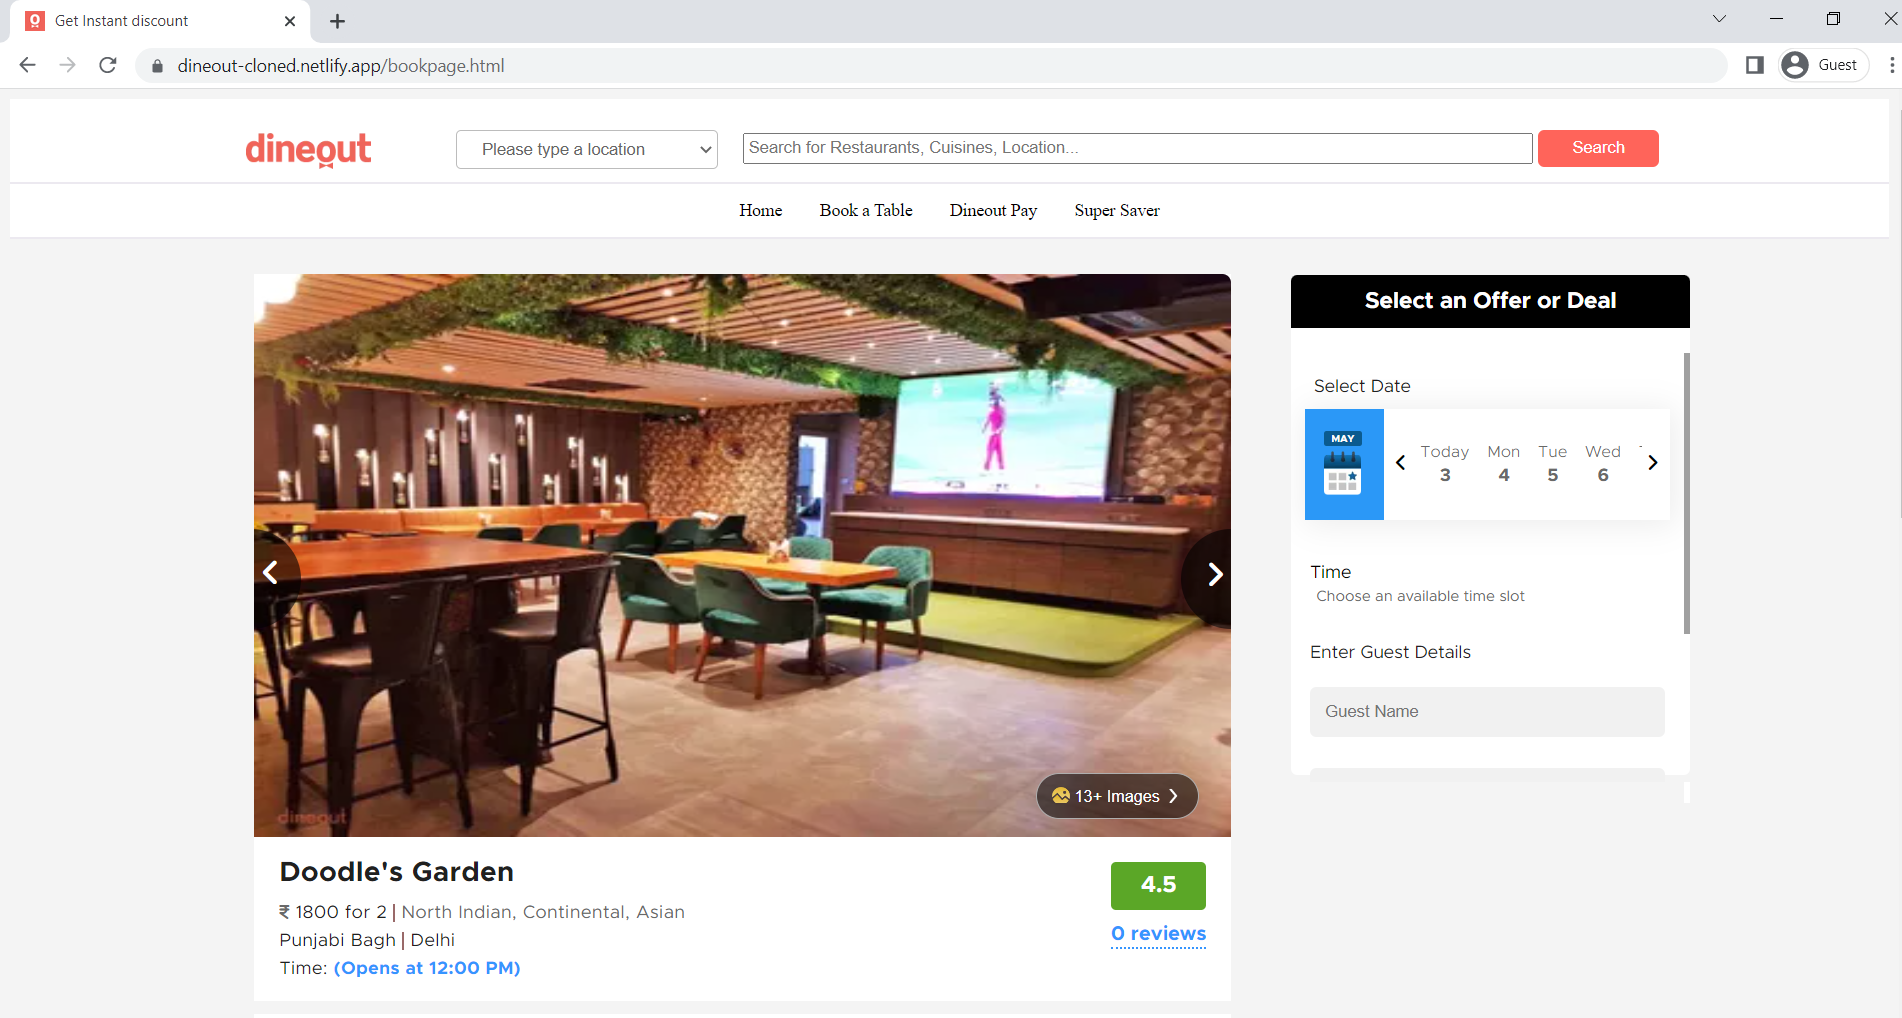 Get Instant discount
dineout-cloned.netlify.app/bookpage.html
Guest
dineout
Please type a location
Search for Restaurants, Cuisines, Location...
Search
Home Book a Table Dineout Pay Super Saver
Select an Offer or Deal
Select Date
MAY
Today Mon Tue Wed
3 4 5 6
Time
Choose an available time slot
Enter Guest Details
Guest Name
13+ Images
dineout
Doodle's Garden
4.5
₹ 1800 for 2 | North Indian, Continental, Asian
0 reviews
Punjabi Bagh | Delhi
Time: (Opens at 12:00 PM)